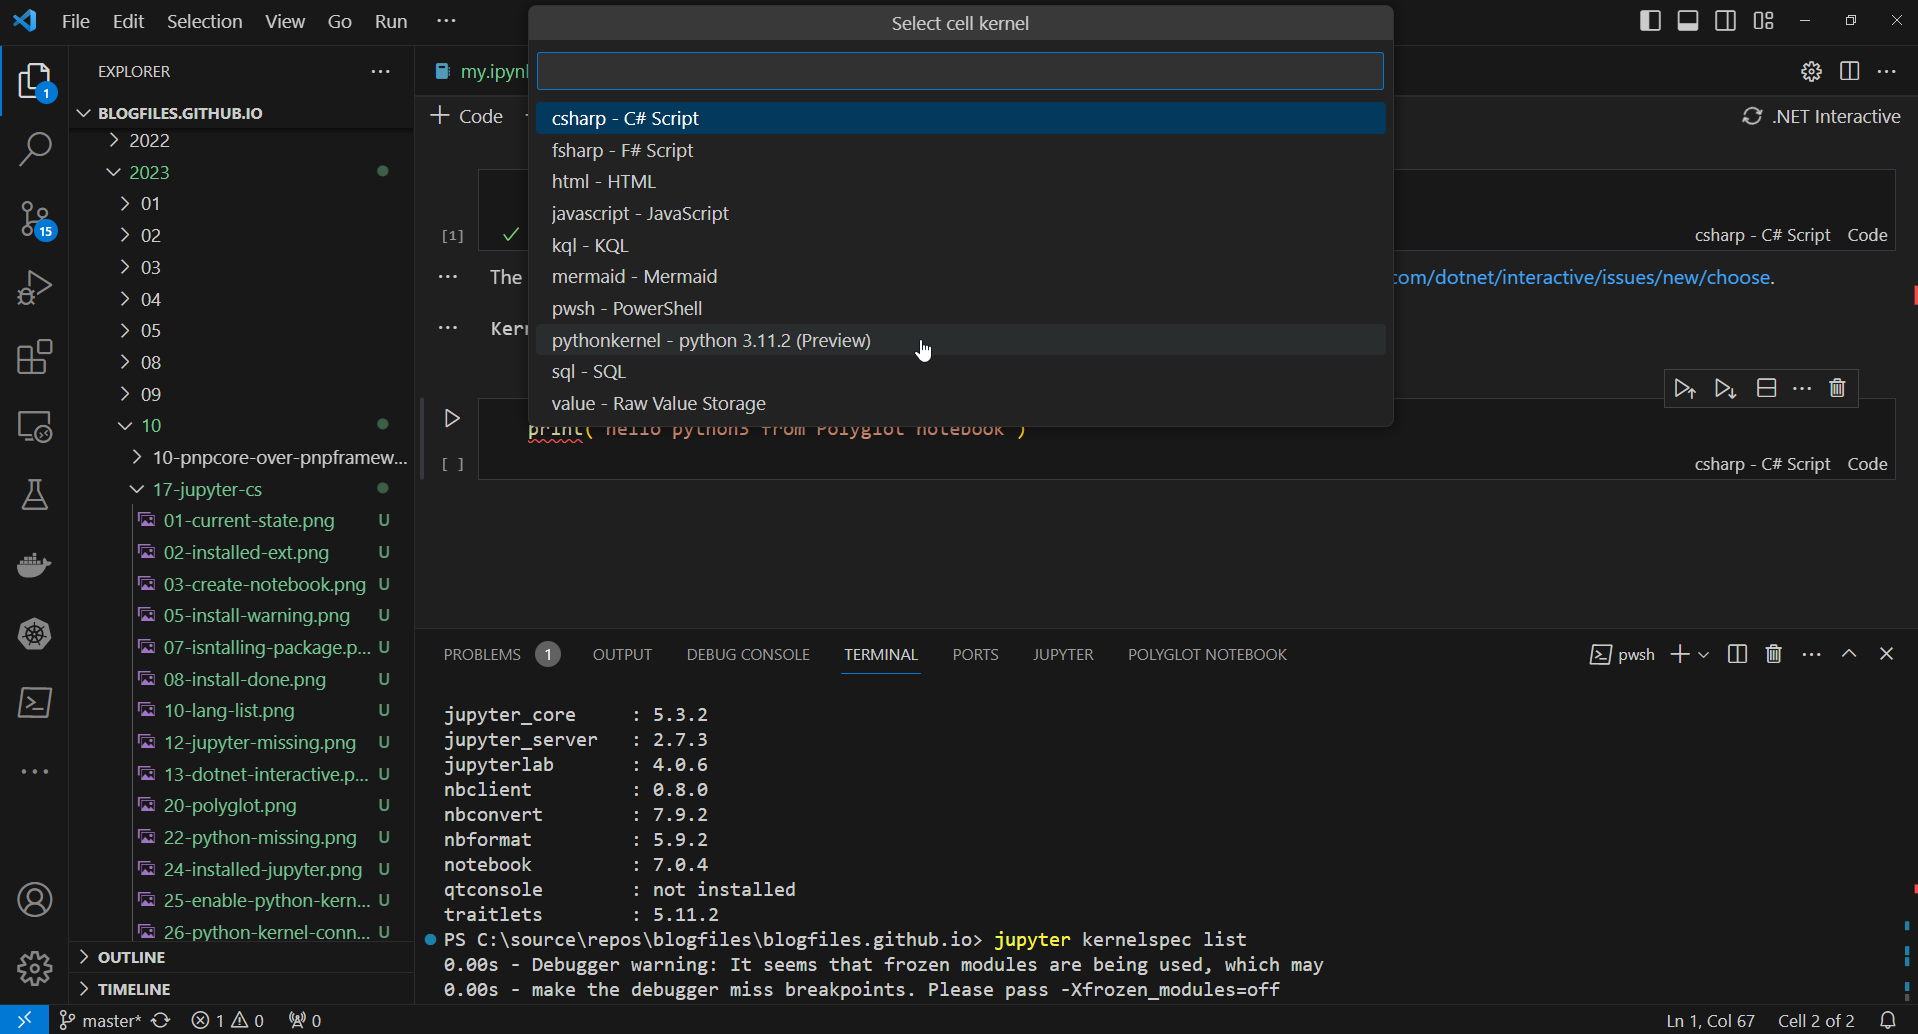 File Edit Selection View Go Run ···
Select cell kernel
EXPLORER ···
my.ipyn
1
BLOGFILES.GITHUB.IO
2022
2023
01
02
03
04
05
08
09
10
10-pnpcore-over-pnpframew...
17-jupyter-cs
01-current-state.png U
02-installed-ext.png U
03-create-notebook.png U
05-install-warning.png U
07-isntalling-package.p... U
08-install-done.png U
10-lang-list.png U
12-jupyter-missing.png U
13-dotnet-interactive.p... U
20-polyglot.png U
22-python-missing.png U
24-installed-jupyter.png U
25-enable-python-kern... U
26-python-kernel-conn... U
OUTLINE
TIMELINE
15
+ Code
.NET Interactive
csharp - C# Script
fsharp - F# Script
html - HTML
javascript - JavaScript
kql - KQL
mermaid - Mermaid
pwsh - PowerShell
pythonkernel - python 3.11.2 (Preview)
sql - SQL
value - Raw Value Storage
[1]
csharp - C# Script Code
··· The
com/dotnet/interactive/issues/new/choose.
··· Ker
print( hello python3 from Polyglot notebook )
[ ]
csharp - C# Script Code
PROBLEMS 1 OUTPUT DEBUG CONSOLE TERMINAL PORTS JUPYTER POLYGLOT NOTEBOOK
pwsh
jupyter_core : 5.3.2
jupyter_server : 2.7.3
jupyterlab : 4.0.6
nbclient : 0.8.0
nbconvert : 7.9.2
nbformat : 5.9.2
notebook : 7.0.4
qtconsole : not installed
traitlets : 5.11.2
PS C:\source\repos\blogfiles\blogfiles.github.io> jupyter kernelspec list
0.00s - Debugger warning: It seems that frozen modules are being used, which may
0.00s - make the debugger miss breakpoints. Please pass -Xfrozen_modules=off
master* 1 0 0
Ln 1, Col 67 Cell 2 of 2